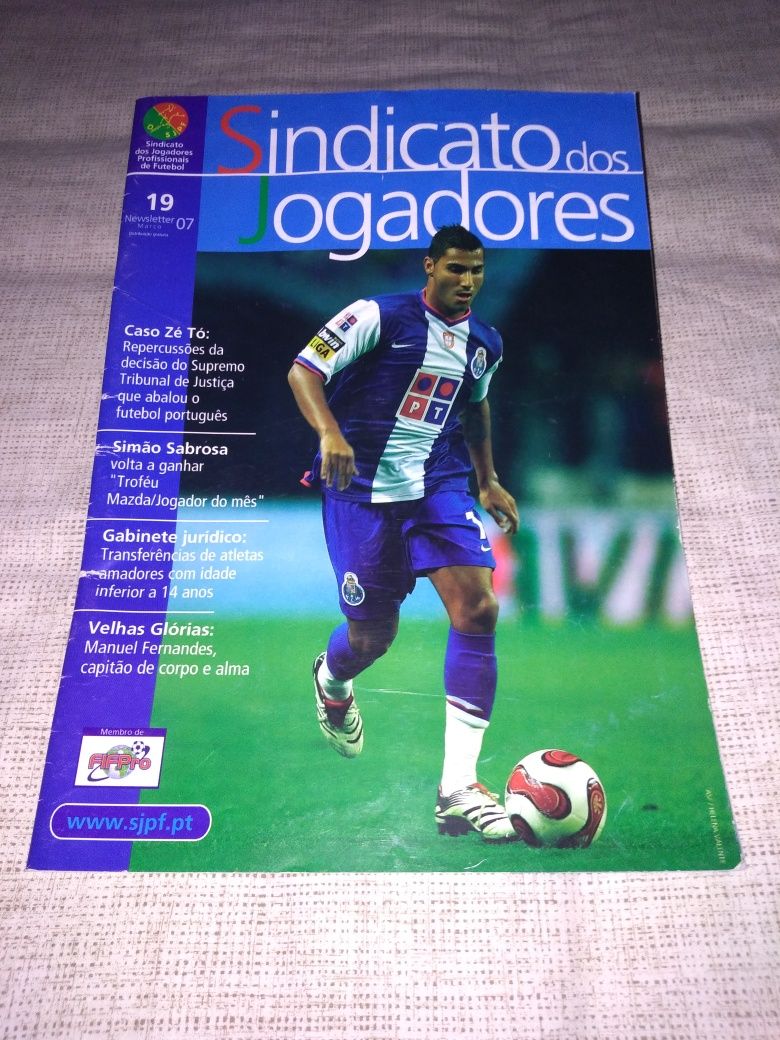 Sindicato
dos Jogadores
Profissionais
de Futebol
Sindicato dos
Jogadores
19
Newsletter
Março 07
Distribuição gratuita
Caso Zé Tó:
Repercussões da
decisão do Supremo
Tribunal de Justiça
que abalou o
futebol português
Simão Sabrosa
volta a ganhar
"Troféu
Mazda/Jogador do mês"
Gabinete jurídico:
Transferências de atletas
amadores com idade
inferior a 14 anos
Velhas Glórias:
Manuel Fernandes,
capitão de corpo e alma
Membro de
FIFPro
www.sjpf.pt
bwin
LIGA
PT